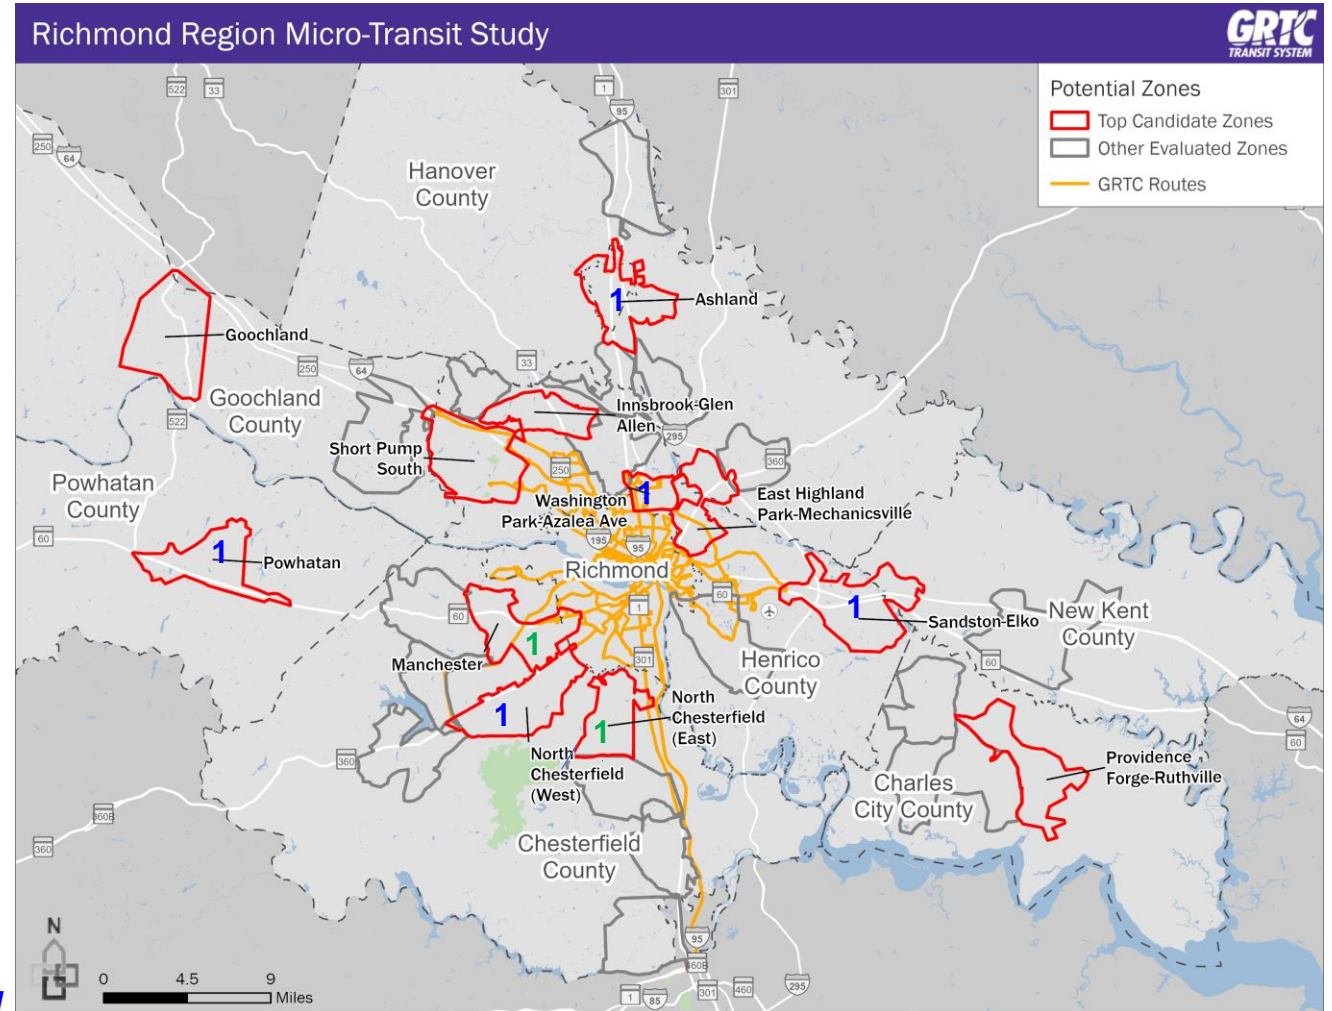 Richmond Region Micro-Transit Study
GRTC
TRANSIT SYSTEM
Potential Zones
Top Candidate Zones
Other Evaluated Zones
GRTC Routes
522
33
1
95
301
250
64
Hanover
County
1
Ashland
Goochland
33
250
64
Goochland
County
522
Innsbrook-Glen
Allen
295
Short Pump
South
250
360
Powhatan
County
Washington
Park-Azalea Ave
1
East Highland
Park-Mechanicsville
60
195
95
1
Powhatan
Richmond
60
1
60
1
Sandston-Elko
New Kent
County
1
Manchester
301
Henrico
County
60
North
Chesterfield
(East)
1
1
64
60
North
Chesterfield
(West)
360
Providence
Forge-Ruthville
Charles
City County
360B
360
Chesterfield
County
N
95
460B
0
4.5
9
Miles
1
85
301
460
295